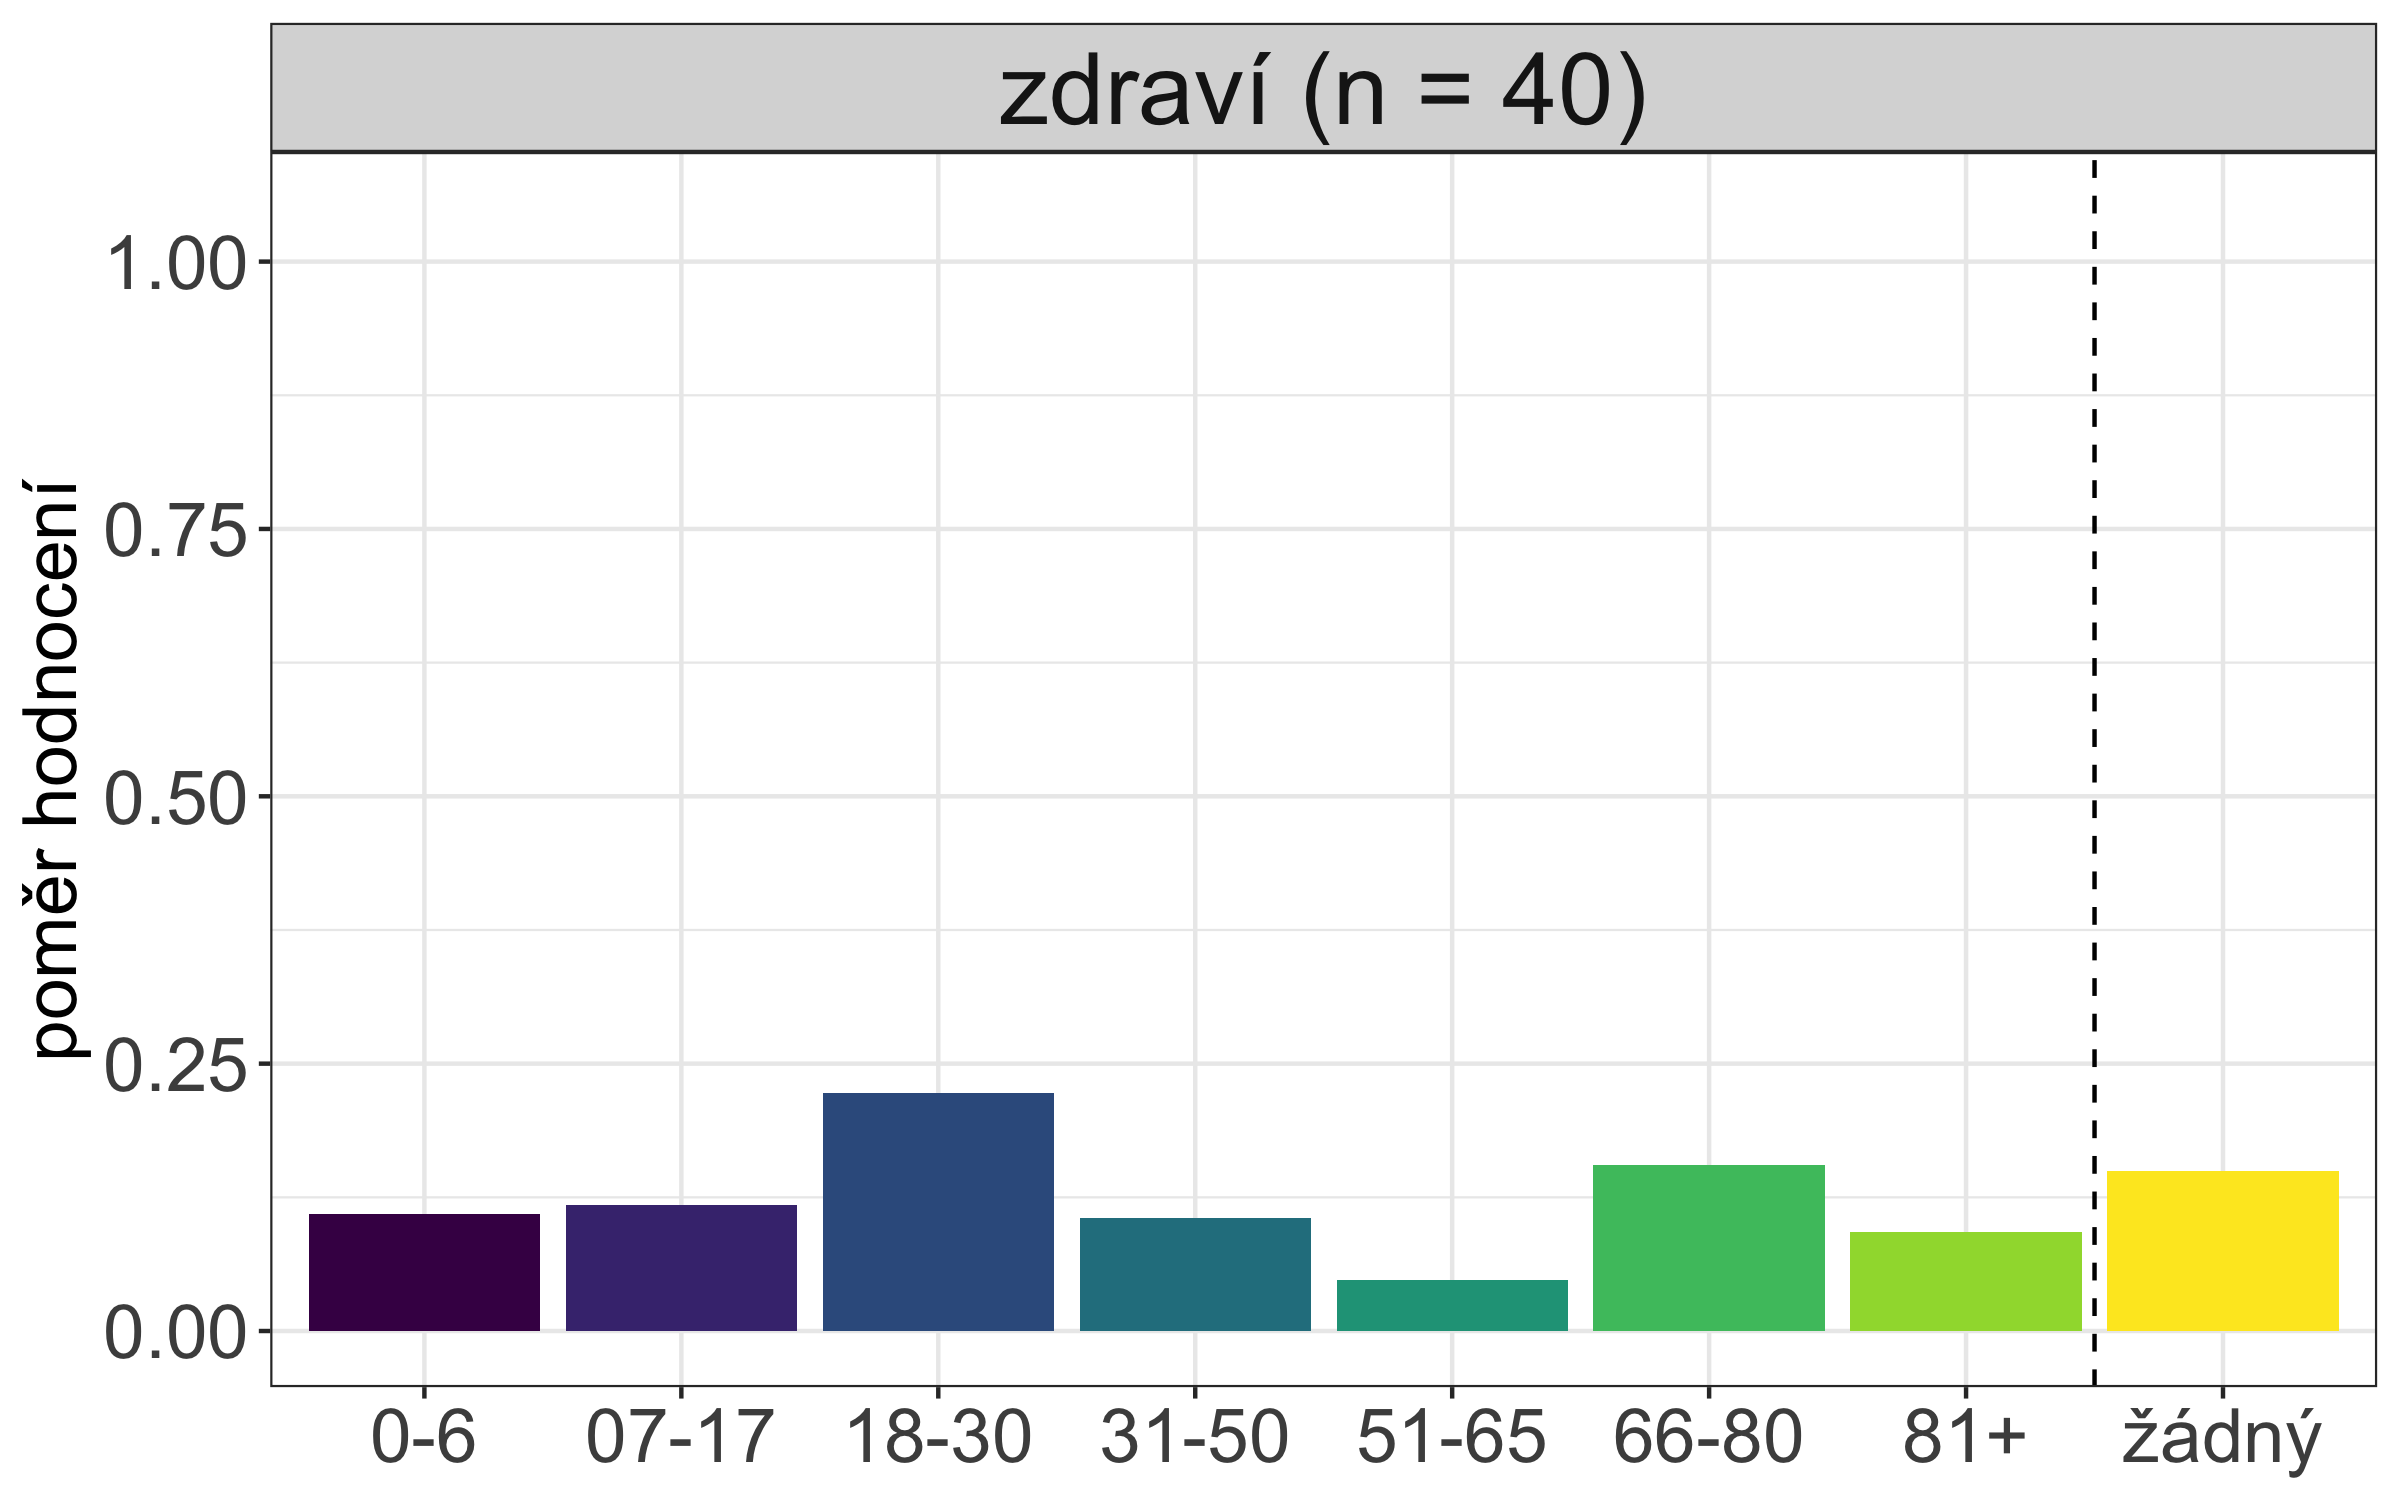 zdraví (n = 40)
poměr hodnocení
1.00
0.75
0.50
0.25
0.00
0-6 07-17 18-30 31-50 51-65 66-80 81+ žádný